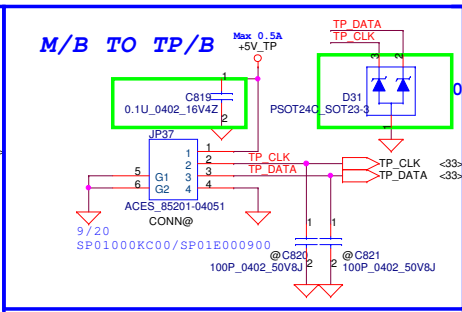 M/B TO TP/B
Max 0.5A
+5V_TP
TP_DATA
TP_CLK
3
2
D31
PSOT24C_SOT23-3
1
0
1
C819
0.1U_0402_16V4Z
2
JP37
1
1
2
2
3
3
4
4
5
G1
6
G2
TP_CLK
TP_DATA
TP_CLK
<33>
TP_DATA
<33>
ACES_85201-04051
CONN@
9/20
SP01000KC00/SP01E000900
1
1
@C820
2
100P_0402_50V8J
@C821
2
100P_0402_50V8J